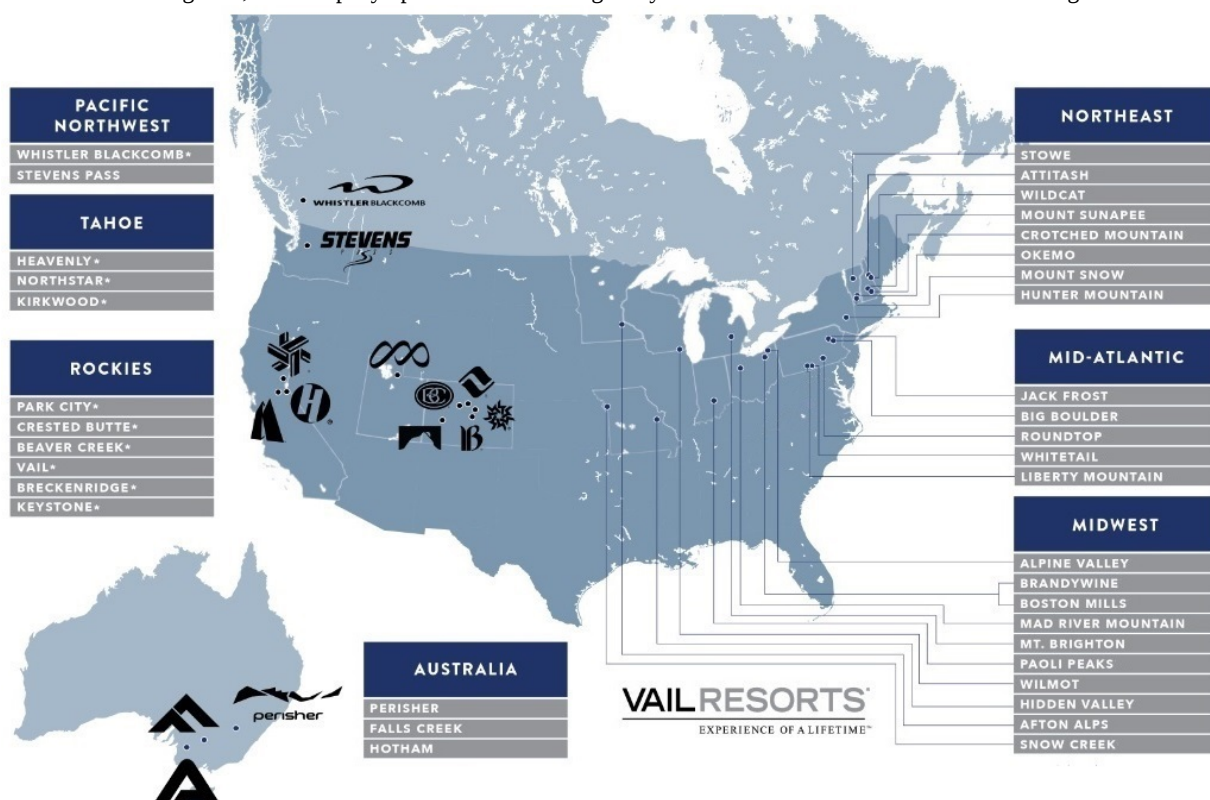 PACIFIC
NORTHWEST
WHISTLER BLACKCOMB*
STEVENS PASS
TAHOE
HEAVENLY*
NORTHSTAR*
KIRKWOOD*
ROCKIES
PARK CITY*
CRESTED BUTTE*
BEAVER CREEK*
VAIL*
BRECKENRIDGE*
KEYSTONE*
WHISTLERBLACKCOMB
STEVENS
H
BC
B
NORTHEAST
STOWE
ATTITASH
WILDCAT
MOUNT SUNAPEE
CROTCHED MOUNTAIN
OKEMO
MOUNT SNOW
HUNTER MOUNTAIN
MID-ATLANTIC
JACK FROST
BIG BOULDER
ROUNDTOP
WHITETAIL
LIBERTY MOUNTAIN
MIDWEST
ALPINE VALLEY
BRANDYWINE
BOSTON MILLS
MAD RIVER MOUNTAIN
MT. BRIGHTON
PAOLI PEAKS
WILMOT
HIDDEN VALLEY
AFTON ALPS
SNOW CREEK
perisher
AUSTRALIA
PERISHER
FALLS CREEK
HOTHAM
VAILRESORTS®
EXPERIENCE OF A LIFETIME™